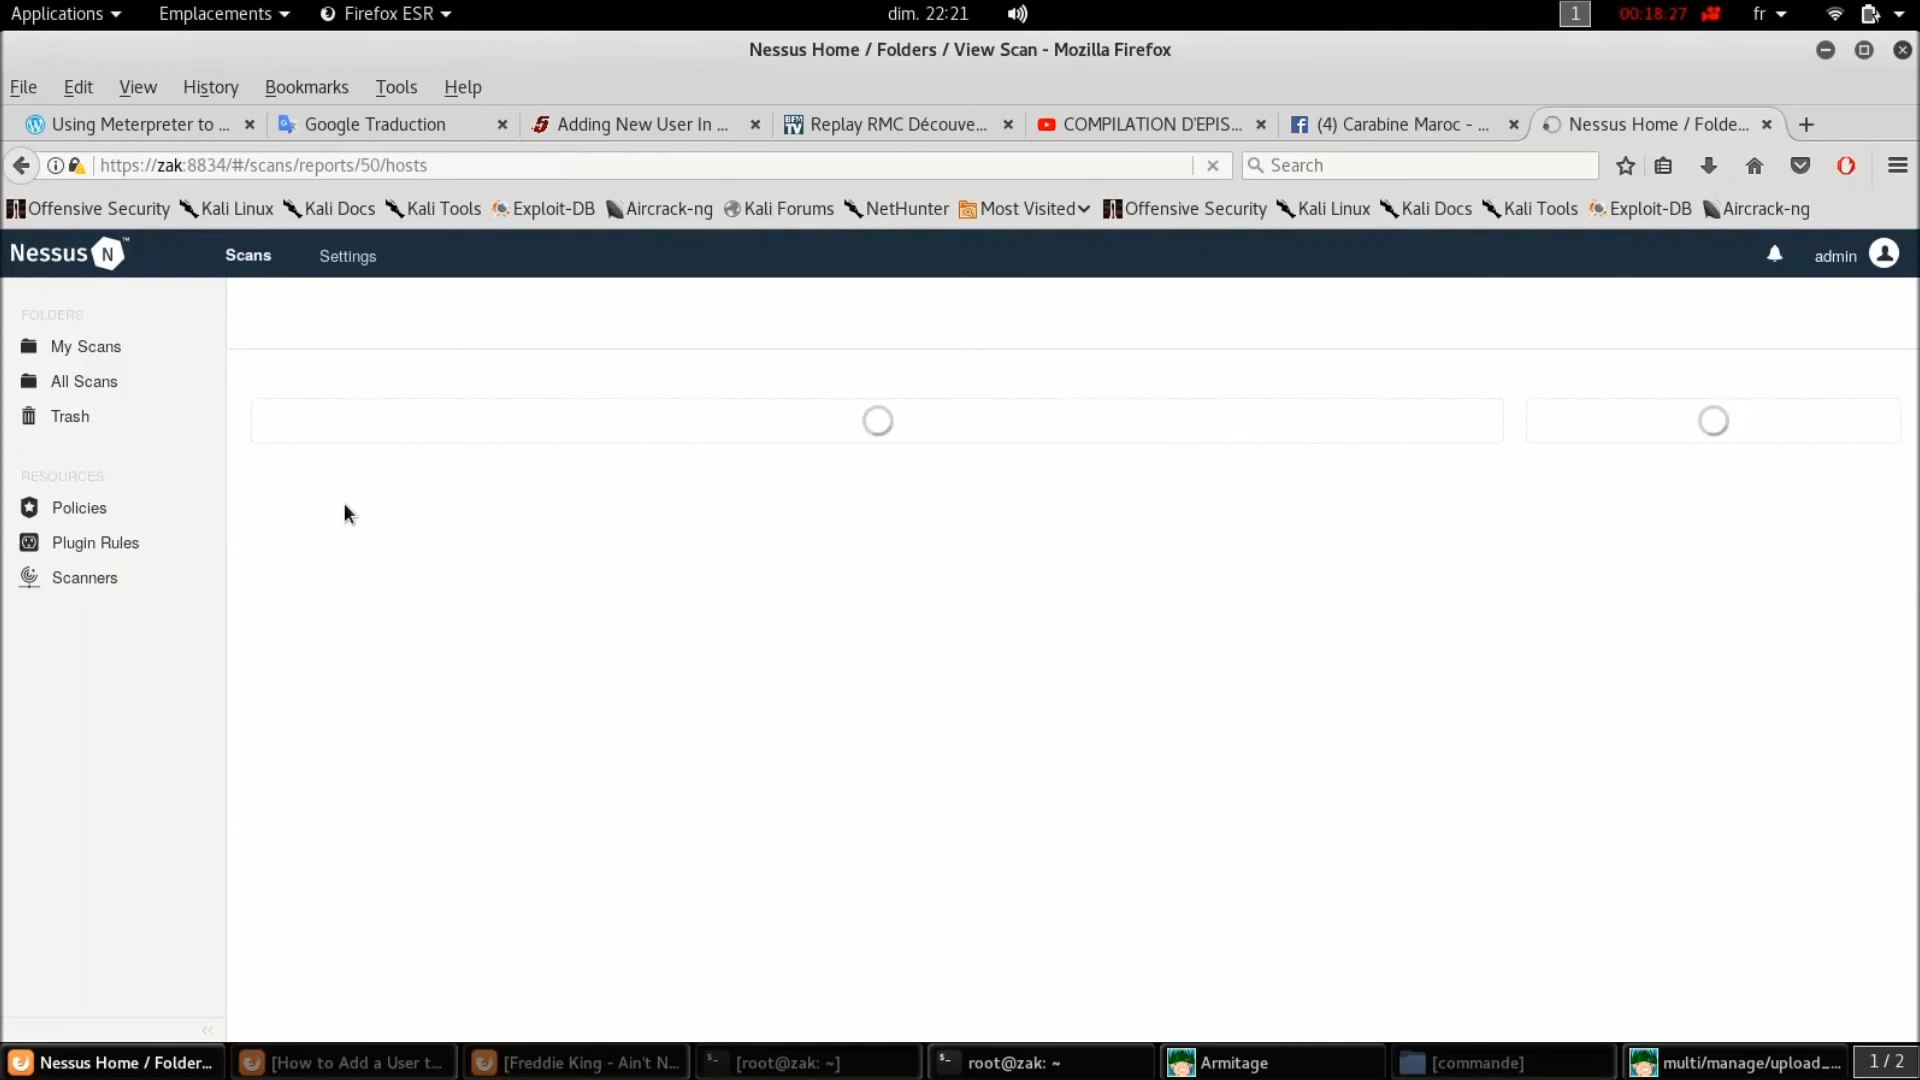 Applications Emplacements Firefox ESR dim. 22:21 1 00:18:27 fr
Nessus Home / Folders / View Scan - Mozilla Firefox
File Edit View History Bookmarks Tools Help
Using Meterpreter to ... Google Traduction Adding New User In ... BFM TV Replay RMC Découve... COMPILATION D'EPIS... (4) Carabine Maroc - ... Nessus Home / Folde...
https://zak:8834/#/scans/reports/50/hosts Search
Offensive Security Kali Linux Kali Docs Kali Tools Exploit-DB Aircrack-ng Kali Forums NetHunter Most Visited Offensive Security Kali Linux Kali Docs Kali Tools Exploit-DB Aircrack-ng
Nessus N ™ Scans Settings admin
FOLDERS
My Scans
All Scans
Trash
RESOURCES
Policies
Plugin Rules
Scanners
Nessus Home / Folder... [How to Add a User t... [Freddie King - Ain't N... [root@zak: ~] root@zak: ~ Armitage [commande] multi/manage/upload_... 1 / 2